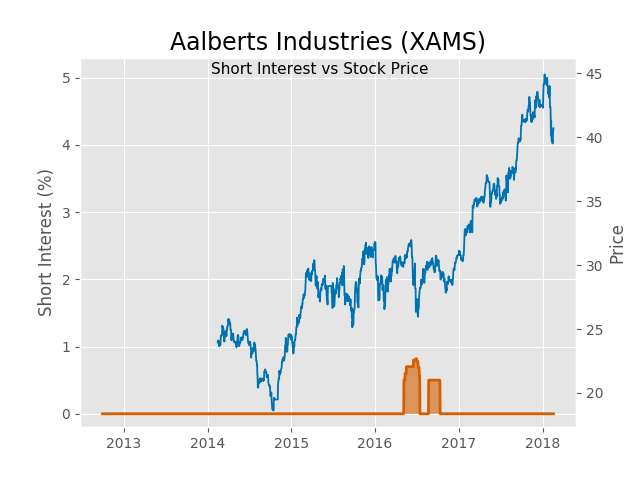 Aalberts Industries (XAMS)
Short Interest vs Stock Price
Short Interest (%)
5
4
3
2
1
0
45
40
35
30
25
20
Price
2013 2014 2015 2016 2017 2018